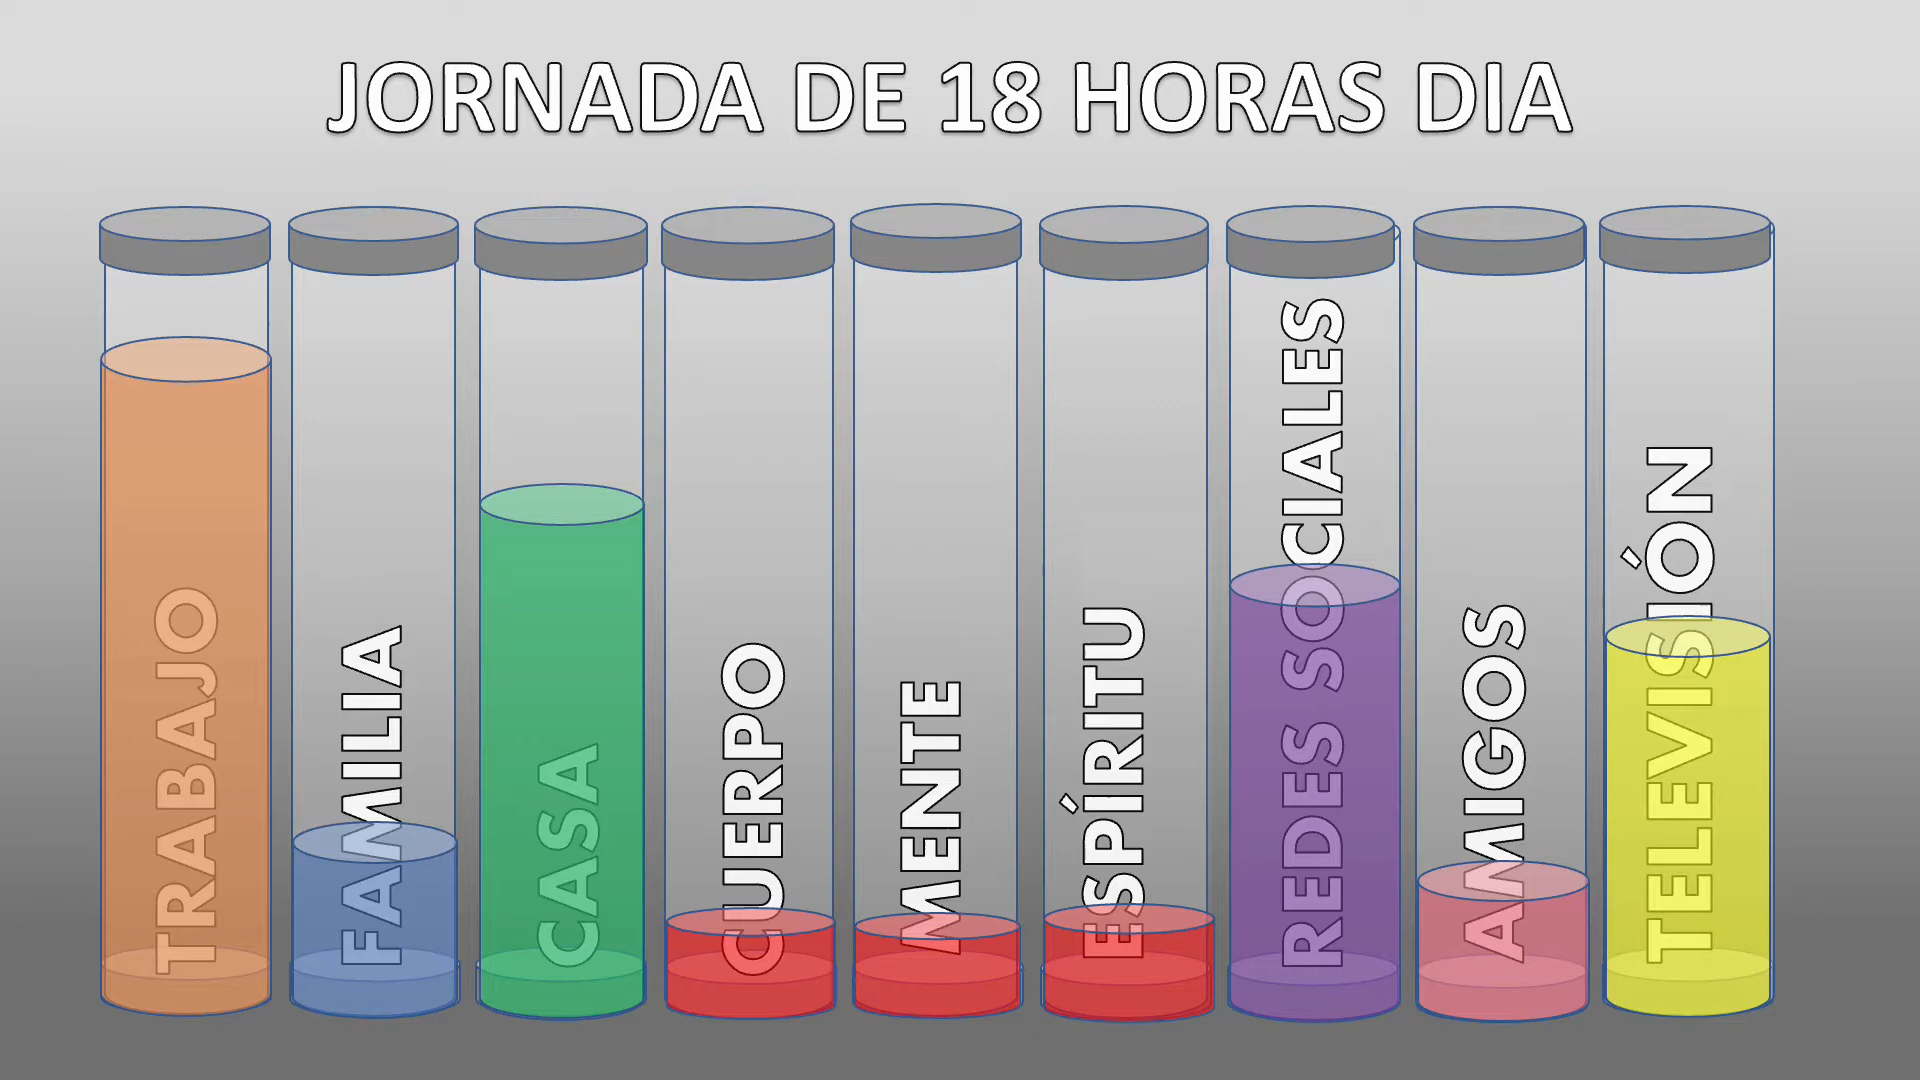 JORNADA DE 18 HORAS DIA
TRABAJO
FAMILIA
CASA
CUERPO
MENTE
ESPÍRITU
REDES SOCIALES
AMIGOS
TELEVISIÓN